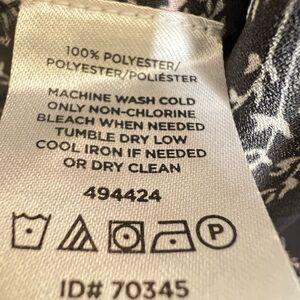 100% POLYESTER/
POLYESTER/POLIÉSTER
MACHINE WASH COLD
ONLY NON-CHLORINE
BLEACH WHEN NEEDED
TUMBLE DRY LOW
COOL IRON IF NEEDED
OR DRY CLEAN
494424
P
ID# 70345